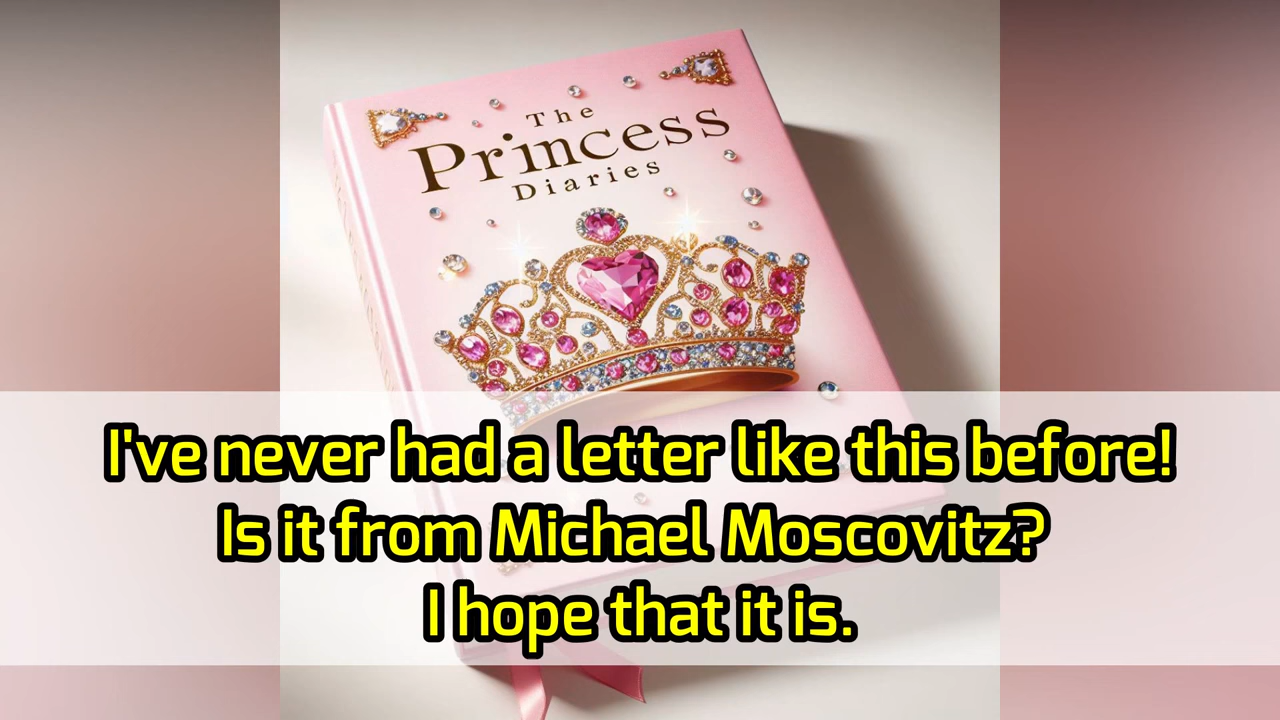 The
Princess
Diaries
I've never had a letter like this before!
Is it from Michael Moscovitz?
I hope that it is.